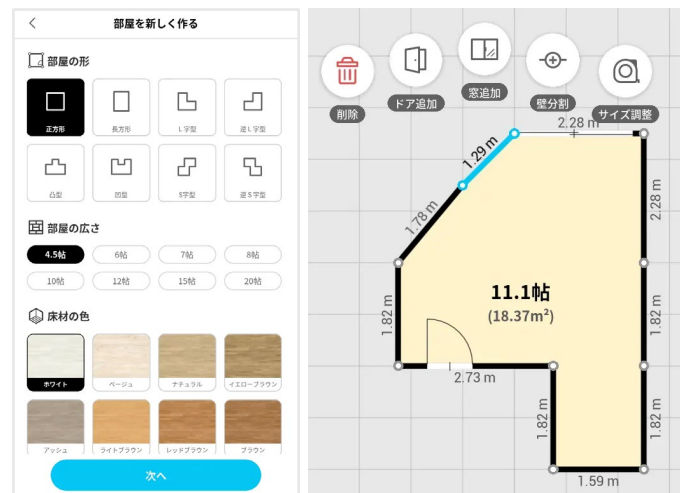 部屋を新しく作る
部屋の形
正方形
長方形
L字型
逆L字型
凸型
凹型
S字型
逆S字型
部屋の広さ
4.5帖
6帖
7帖
8帖
10帖
12帖
15帖
20帖
床材の色
ホワイト
ベージュ
ナチュラル
イエローブラウン
アッシュ
ライトブラウン
レッドブラウン
ブラウン
次へ
削除
ドア追加
窓追加
壁分割
サイズ調整
2.28 m
1.29 m
2.28 m
1.78 m
11.1帖
(18.37m²)
1.82 m
1.82 m
2.73 m
1.82 m
1.82 m
1.59 m